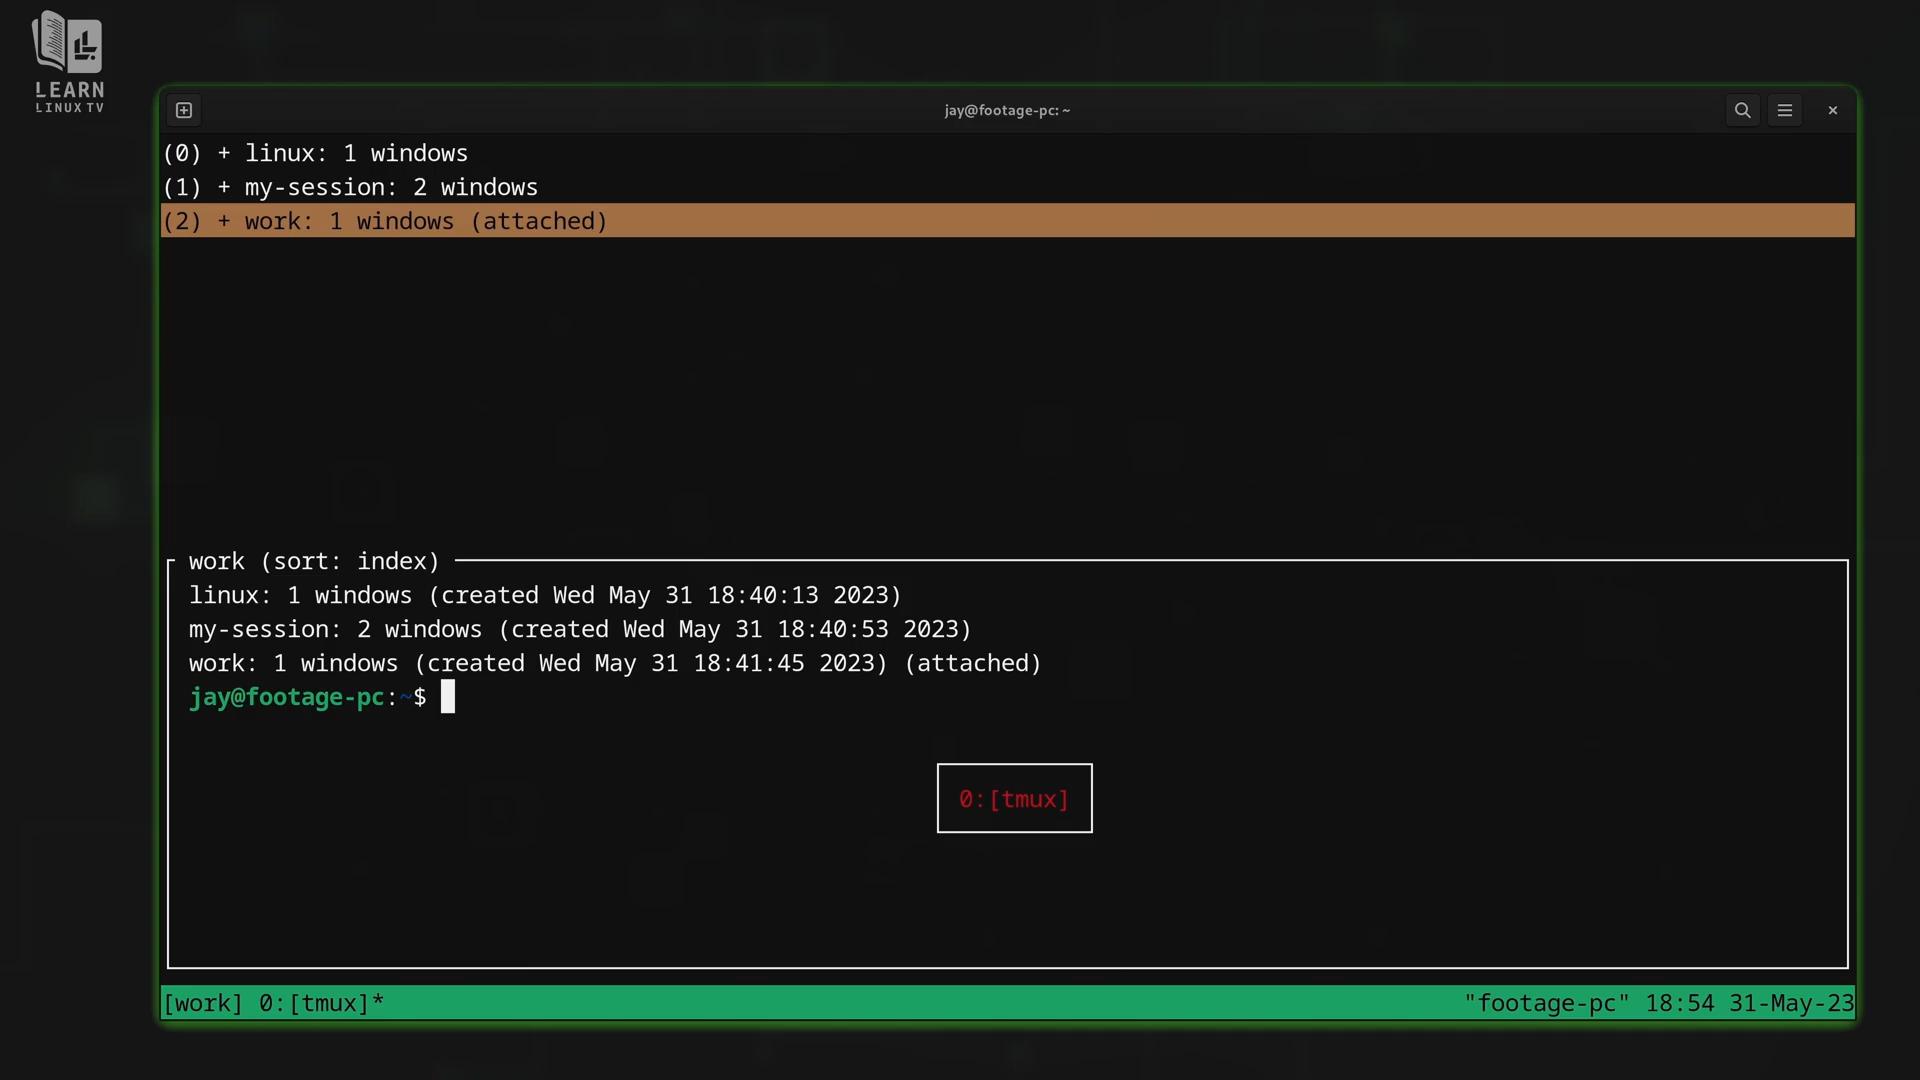 LEARN
LINUX TV
jay@footage-pc: ~
(0) + linux: 1 windows
(1) + my-session: 2 windows
(2) + work: 1 windows (attached)
work (sort: index)
linux: 1 windows (created Wed May 31 18:40:13 2023)
my-session: 2 windows (created Wed May 31 18:40:53 2023)
work: 1 windows (created Wed May 31 18:41:45 2023) (attached)
jay@footage-pc:~$
0:[tmux]
[work] 0:[tmux]* "footage-pc" 18:54 31-May-23